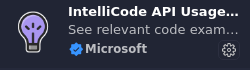 IntelliCode API Usage...
See relevant code exam...
Microsoft